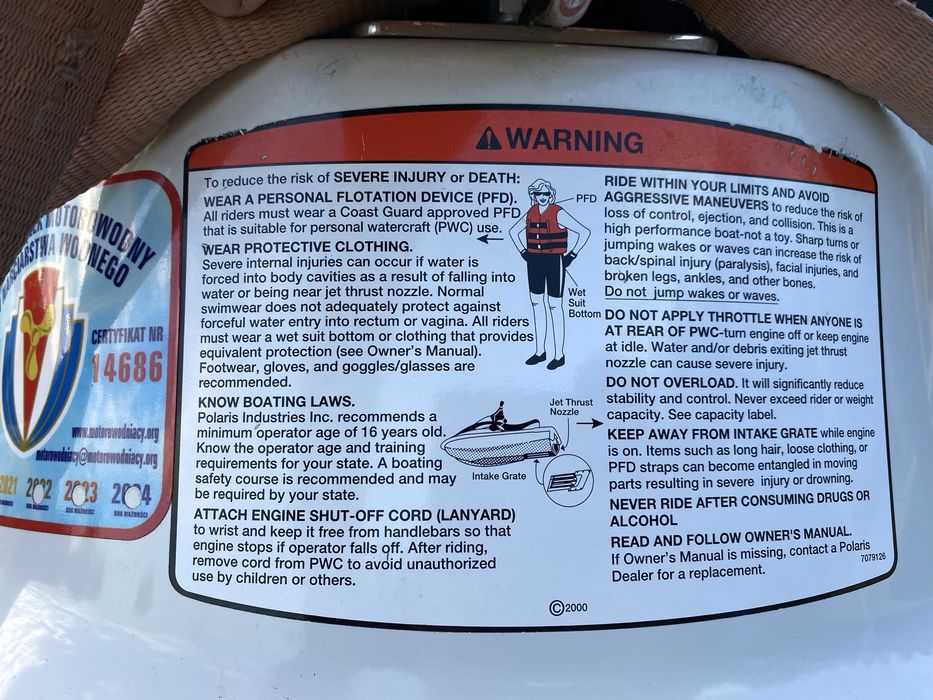 WARNING
To reduce the risk of SEVERE INJURY or DEATH:
WEAR A PERSONAL FLOTATION DEVICE (PFD).
All riders must wear a Coast Guard approved PFD
that is suitable for personal watercraft (PWC) use.
WEAR PROTECTIVE CLOTHING.
Severe internal injuries can occur if water is
forced into body cavities as a result of falling into
water or being near jet thrust nozzle. Normal
swimwear does not adequately protect against
forceful water entry into rectum or vagina. All riders
must wear a wet suit bottom or clothing that provides
equivalent protection (see Owner's Manual).
Footwear, gloves, and goggles/glasses are
recommended.
KNOW BOATING LAWS.
Polaris Industries Inc. recommends a
minimum operator age of 16 years old.
Know the operator age and training
requirements for your state. A boating
safety course is recommended and may
be required by your state.
ATTACH ENGINE SHUT-OFF CORD (LANYARD)
to wrist and keep it free from handlebars so that
engine stops if operator falls off. After riding,
remove cord from PWC to avoid unauthorized
use by children or others.
PFD
Wet
Suit
Bottom
Jet Thrust
Nozzle
Intake Grate
RIDE WITHIN YOUR LIMITS AND AVOID
AGGRESSIVE MANEUVERS to reduce the risk of
loss of control, ejection, and collision. This is a
high performance boat-not a toy. Sharp turns or
jumping wakes or waves can increase the risk of
back/spinal injury (paralysis), facial injuries, and
broken legs, ankles, and other bones.
Do not jump wakes or waves.
DO NOT APPLY THROTTLE WHEN ANYONE IS
AT REAR OF PWC-turn engine off or keep engine
at idle. Water and/or debris exiting jet thrust
nozzle can cause severe injury.
DO NOT OVERLOAD. It will significantly reduce
stability and control. Never exceed rider or weight
capacity. See capacity label.
KEEP AWAY FROM INTAKE GRATE while engine
is on. Items such as long hair, loose clothing, or
PFD straps can become entangled in moving
parts resulting in severe injury or drowning.
NEVER RIDE AFTER CONSUMING DRUGS OR
ALCOHOL
READ AND FOLLOW OWNER'S MANUAL.
If Owner's Manual is missing, contact a Polaris
Dealer for a replacement.
7079126
©2000
MOTOROWODNY
WODNEGO
CERTYFIKAT NR
14686
www.motorowodniacy.org
motorowodniacy@motorowodniacy.org
2021 2022 2023 2024
ROK WAŻNOŚCI ROK WAŻNOŚCI ROK WAŻNOŚCI